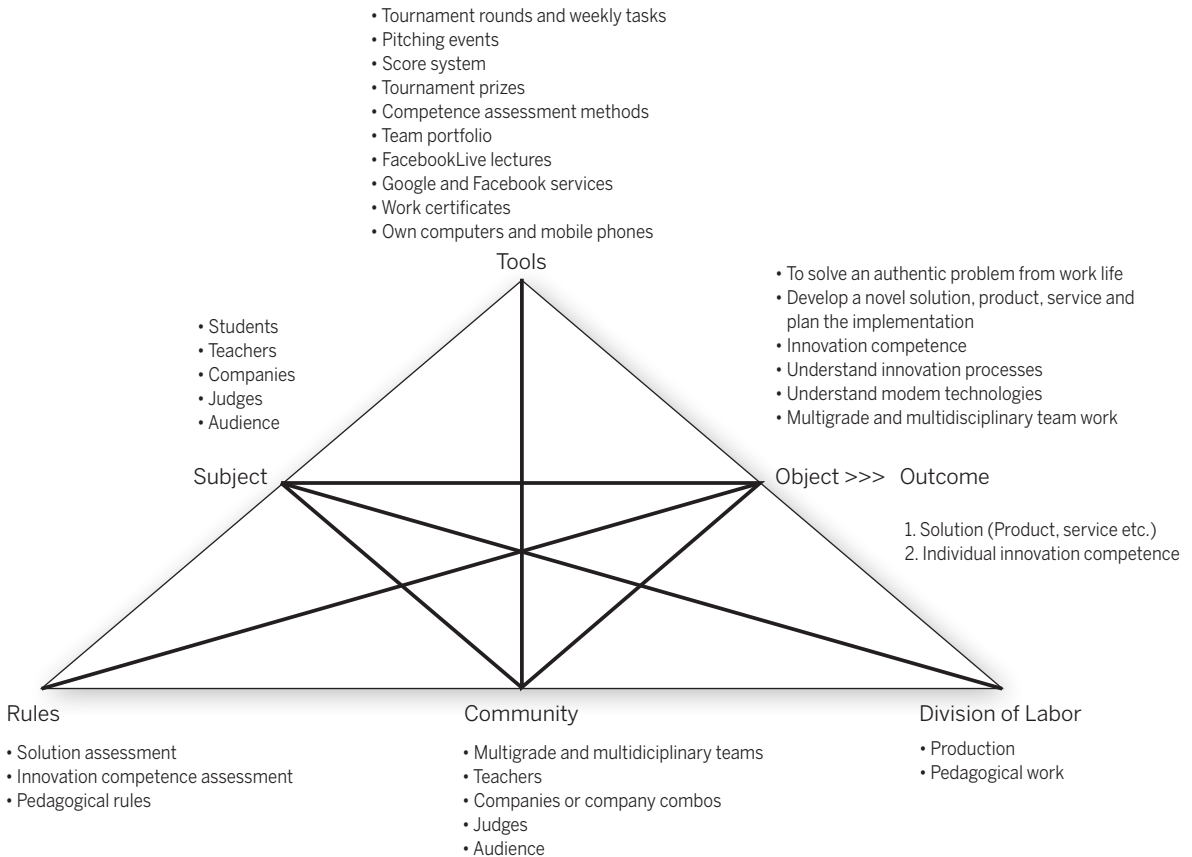 • Tournament rounds and weekly tasks
• Pitching events
• Score system
• Tournament prizes
• Competence assessment methods
• Team portfolio
• FacebookLive lectures
• Google and Facebook services
• Work certificates
• Own computers and mobile phones
Tools
• To solve an authentic problem from work life
• Develop a novel solution, product, service and
plan the implementation
• Innovation competence
• Understand innovation processes
• Understand modem technologies
• Multigrade and multidisciplinary team work
• Students
• Teachers
• Companies
• Judges
• Audience
Subject
Object >>> Outcome
1. Solution (Product, service etc.)
2. Individual innovation competence
Rules
• Solution assessment
• Innovation competence assessment
• Pedagogical rules
Community
• Multigrade and multidiciplinary teams
• Teachers
• Companies or company combos
• Judges
• Audience
Division of Labor
• Production
• Pedagogical work